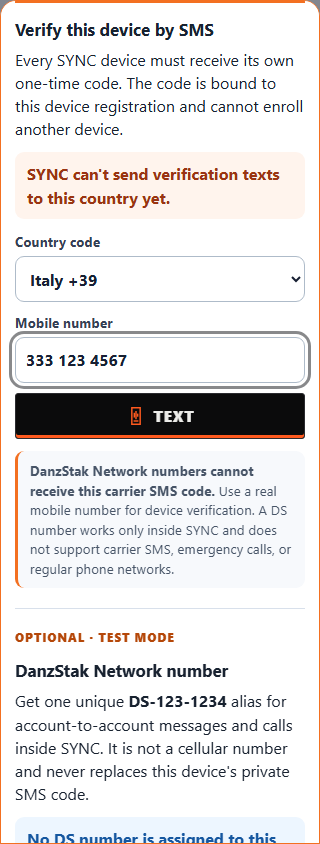 Verify this device by SMS
Every SYNC device must receive its own
one-time code. The code is bound to
this device registration and cannot enroll
another device.
SYNC can't send verification texts
to this country yet.
Country code
Italy +39
Mobile number
333 123 4567
TEXT
DanzStak Network numbers cannot
receive this carrier SMS code. Use a real
mobile number for device verification. A DS
number works only inside SYNC and does
not support carrier SMS, emergency calls, or
regular phone networks.
OPTIONAL · TEST MODE
DanzStak Network number
Get one unique DS-123-1234 alias for
account-to-account messages and calls
inside SYNC. It is not a cellular number
and never replaces this device's private
SMS code.
No DS number is assigned to this